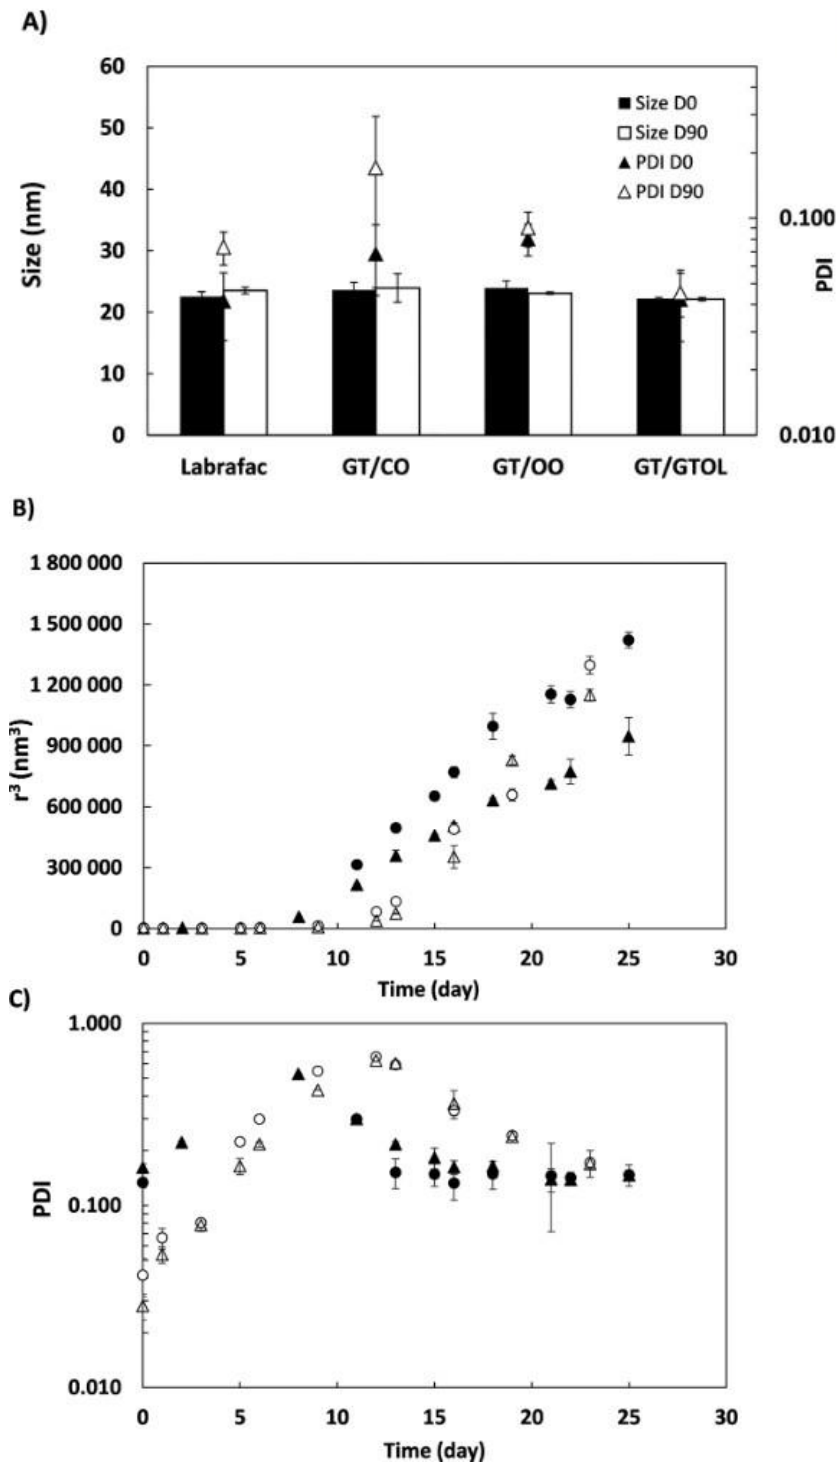 A)
60
50
40
30
20
10
0
Size (nm)
Size D0
Size D90
PDI D0
PDI D90
0.100
0.010
PDI
Labrafac
GT/CO
GT/OO
GT/GTOL
B)
1 800 000
1 500 000
1 200 000
900 000
600 000
300 000
0
r³ (nm³)
0 5 10 15 20 25 30
Time (day)
C)
1.000
0.100
0.010
PDI
0 5 10 15 20 25 30
Time (day)